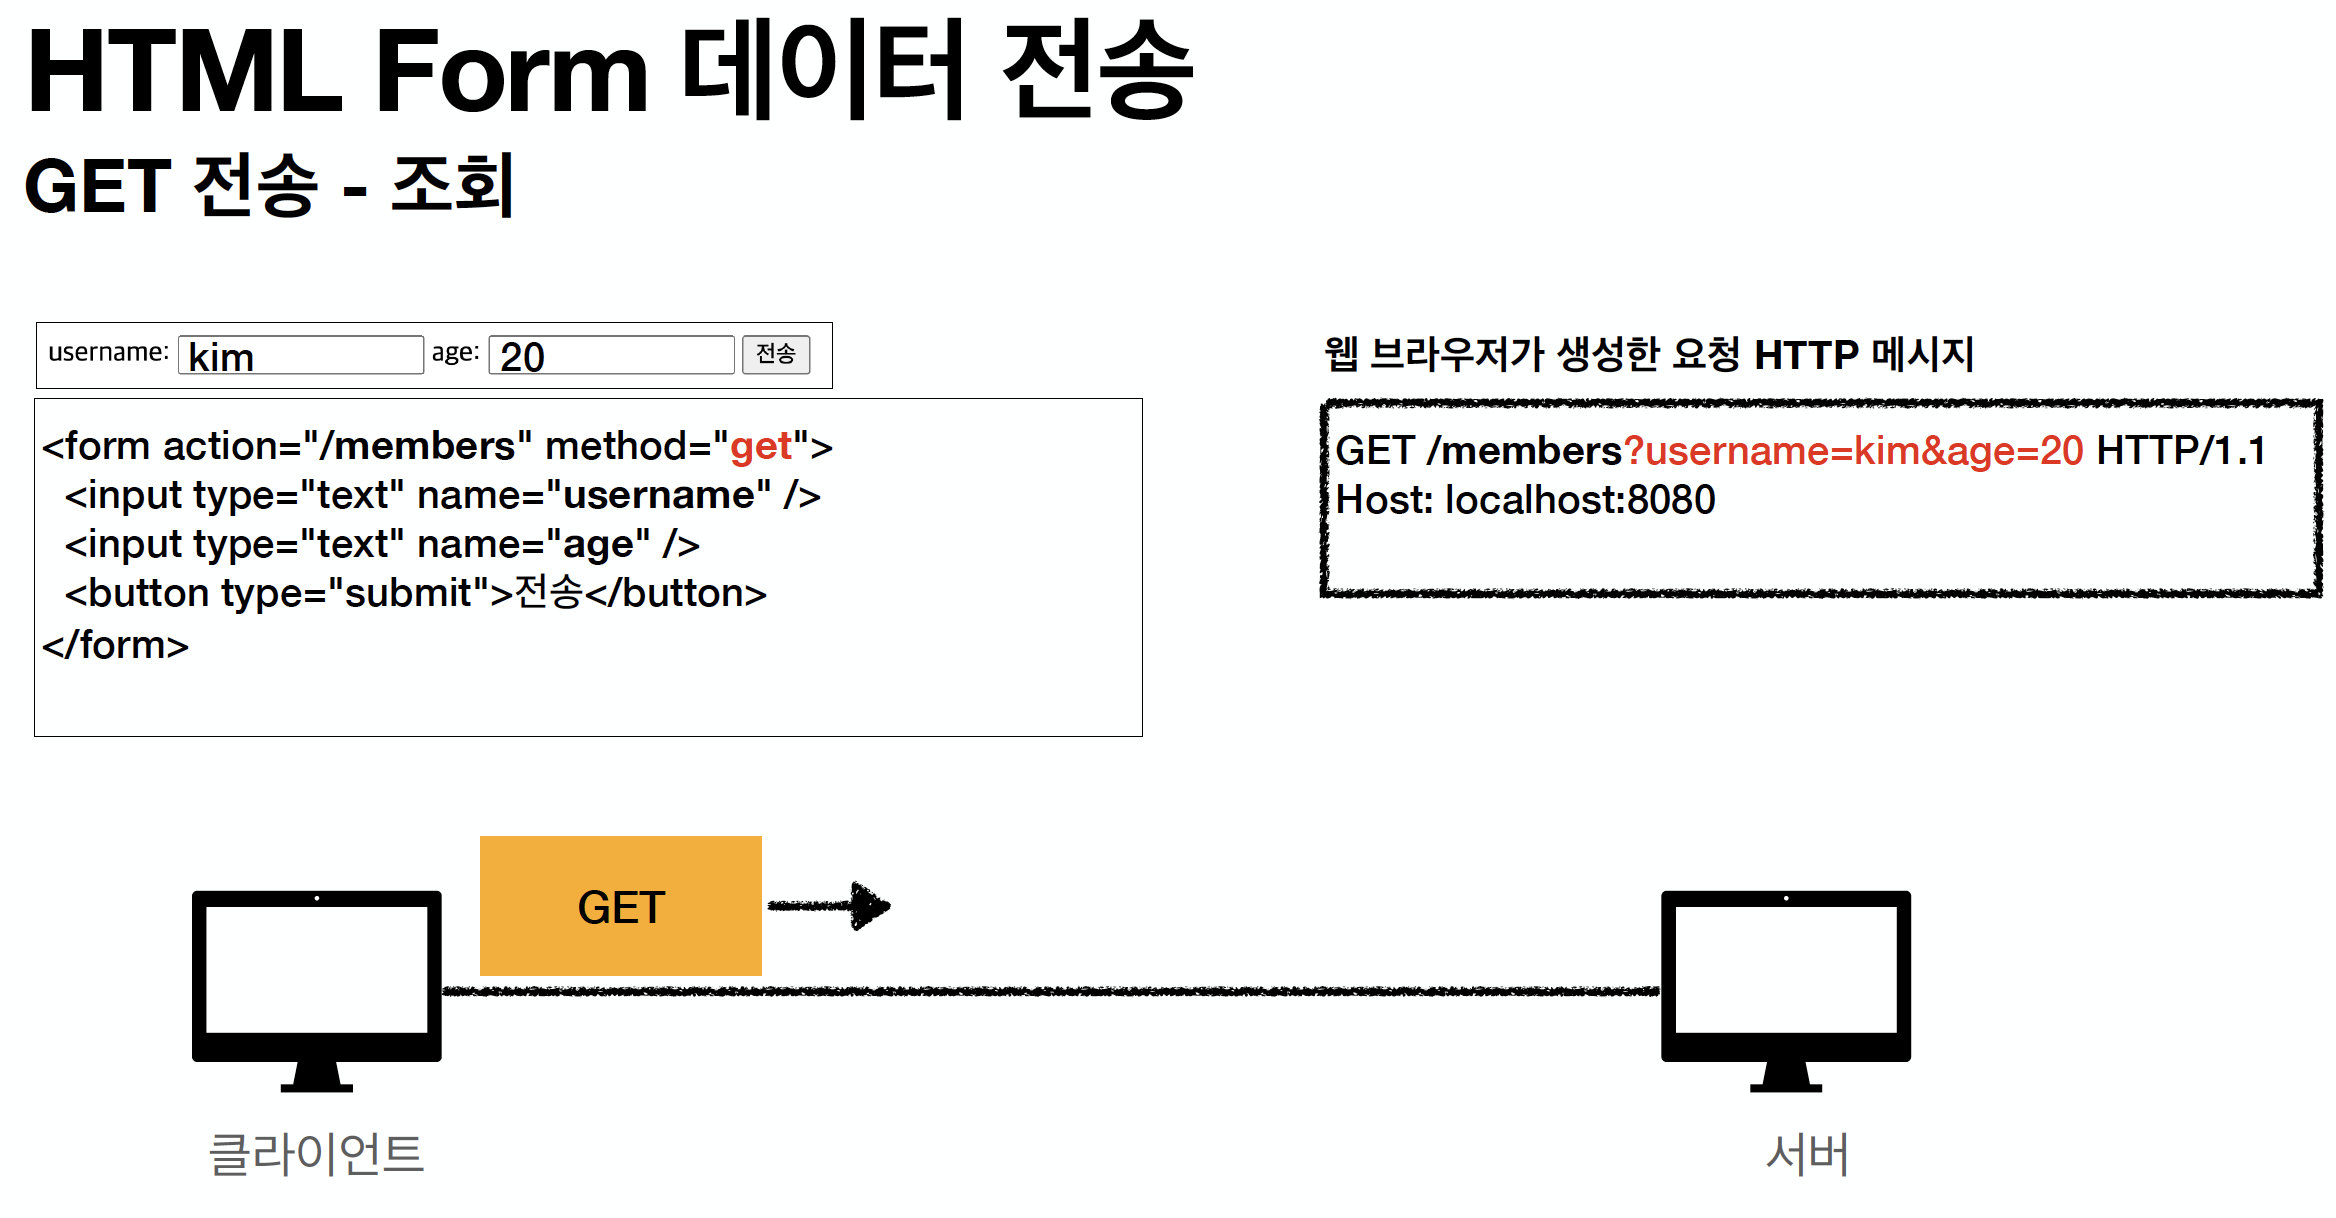 HTML Form 데이터 전송
GET 전송 - 조회
username: kim age: 20 전송
<form action="/members" method="get">
<input type="text" name="username" />
<input type="text" name="age" />
<button type="submit">전송</button>
</form>
웹 브라우저가 생성한 요청 HTTP 메시지
GET /members?username=kim&age=20 HTTP/1.1
Host: localhost:8080
GET
클라이언트
서버